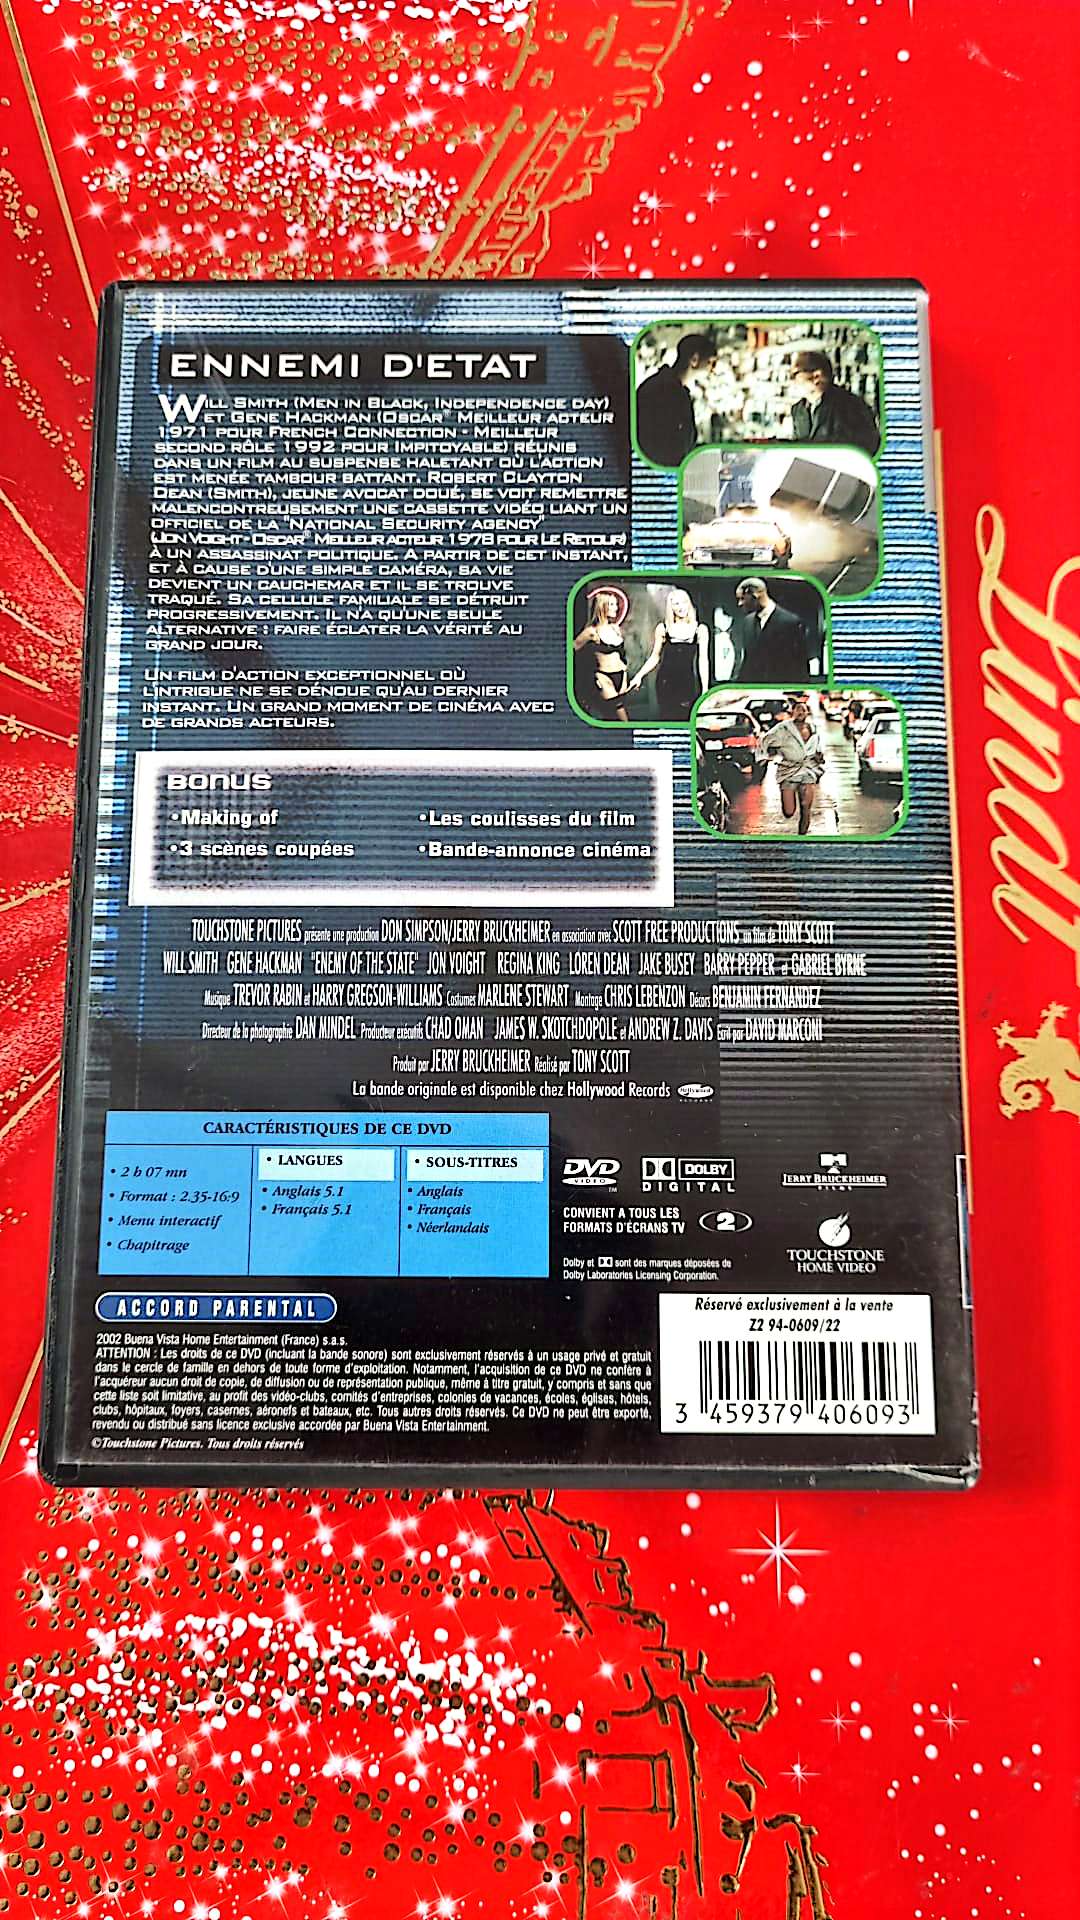 ENNEMI D'ETAT
WILL SMITH (MEN IN BLACK, INDEPENDENCE DAY)
ET GENE HACKMAN (OSCAR® MEILLEUR ACTEUR
1971 POUR FRENCH CONNECTION - MEILLEUR
SECOND RÔLE 1992 POUR IMPITOYABLE) RÉUNIS
DANS UN FILM AU SUSPENSE HALETANT OÙ L'ACTION
EST MENÉE TAMBOUR BATTANT. ROBERT CLAYTON
DEAN (SMITH), JEUNE AVOCAT DOUÉ, SE VOIT REMETTRE
MALENCONTREUSEMENT UNE CASSETTE VIDÉO LIANT UN
OFFICIEL DE LA "NATIONAL SECURITY AGENCY"
(JON VOIGHT - OSCAR® MEILLEUR ACTEUR 1978 POUR LE RETOUR)
À UN ASSASSINAT POLITIQUE. A PARTIR DE CET INSTANT,
ET À CAUSE D'UNE SIMPLE CAMÉRA, SA VIE
DEVIENT UN CAUCHEMAR ET IL SE TROUVE
TRAQUÉ. SA CELLULE FAMILIALE SE DÉTRUIT
PROGRESSIVEMENT. IL N'A QU'UNE SEULE
ALTERNATIVE : FAIRE ÉCLATER LA VÉRITÉ AU
GRAND JOUR.
UN FILM D'ACTION EXCEPTIONNEL OÙ
L'INTRIGUE NE SE DÉNOUE QU'AU DERNIER
INSTANT. UN GRAND MOMENT DE CINÉMA AVEC
DE GRANDS ACTEURS.
BONUS
•Making of
•3 scènes coupées
•Les coulisses du film
•Bande-annonce cinéma
TOUCHSTONE PICTURES présente une production DON SIMPSON/JERRY BRUCKHEIMER en association avec SCOTT FREE PRODUCTIONS un film de TONY SCOTT
WILL SMITH GENE HACKMAN "ENEMY OF THE STATE" JON VOIGHT REGINA KING LOREN DEAN JAKE BUSEY BARRY PEPPER et GABRIEL BYRNE
Musique TREVOR RABIN et HARRY GREGSON-WILLIAMS Costumes MARLENE STEWART Montage CHRIS LEBENZON Décors BENJAMIN FERNANDEZ
Directeur de la photographie DAN MINDEL Producteur exécutifs CHAD OMAN JAMES W. SKOTCHDOPOLE et ANDREW Z. DAVIS Ecrit par DAVID MARCONI
Produit par JERRY BRUCKHEIMER Réalisé par TONY SCOTT
La bande originale est disponible chez Hollywood Records Hollywood
CARACTÉRISTIQUES DE CE DVD
• 2 h 07 mn
• Format : 2.35-16:9
• Menu interactif
• Chapitrage
• LANGUES
• Anglais 5.1
• Français 5.1
• SOUS-TITRES
• Anglais
• Français
• Néerlandais
DVD
VIDEO
TM
DOLBY
DIGITAL
CONVIENT A TOUS LES
FORMATS D'ÉCRANS TV
2
Dolby et sont des marques déposées de
Dolby Laboratories Licensing Corporation.
JERRY BRUCKHEIMER
FILMS
TOUCHSTONE
HOME VIDEO
ACCORD PARENTAL
2002 Buena Vista Home Entertainment (France) s.a.s.
ATTENTION : Les droits de ce DVD (incluant la bande sonore) sont exclusivement réservés à un usage privé et gratuit
dans le cercle de famille en dehors de toute forme d'exploitation. Notamment, l'acquisition de ce DVD ne confère à
l'acquéreur aucun droit de copie, de diffusion ou de représentation publique, même à titre gratuit, y compris et sans que
cette liste soit limitative, au profit des vidéo-clubs, comités d'entreprises, colonies de vacances, écoles, églises, hôtels,
clubs, hôpitaux, foyers, casernes, aéronefs et bateaux, etc. Tous autres droits réservés. Ce DVD ne peut être exporté,
revendu ou distribué sans licence exclusive accordée par Buena Vista Entertainment.
©Touchstone Pictures. Tous droits réservés
Réservé exclusivement à la vente
Z2 94-0609/22
3 459379 406093
Lindt